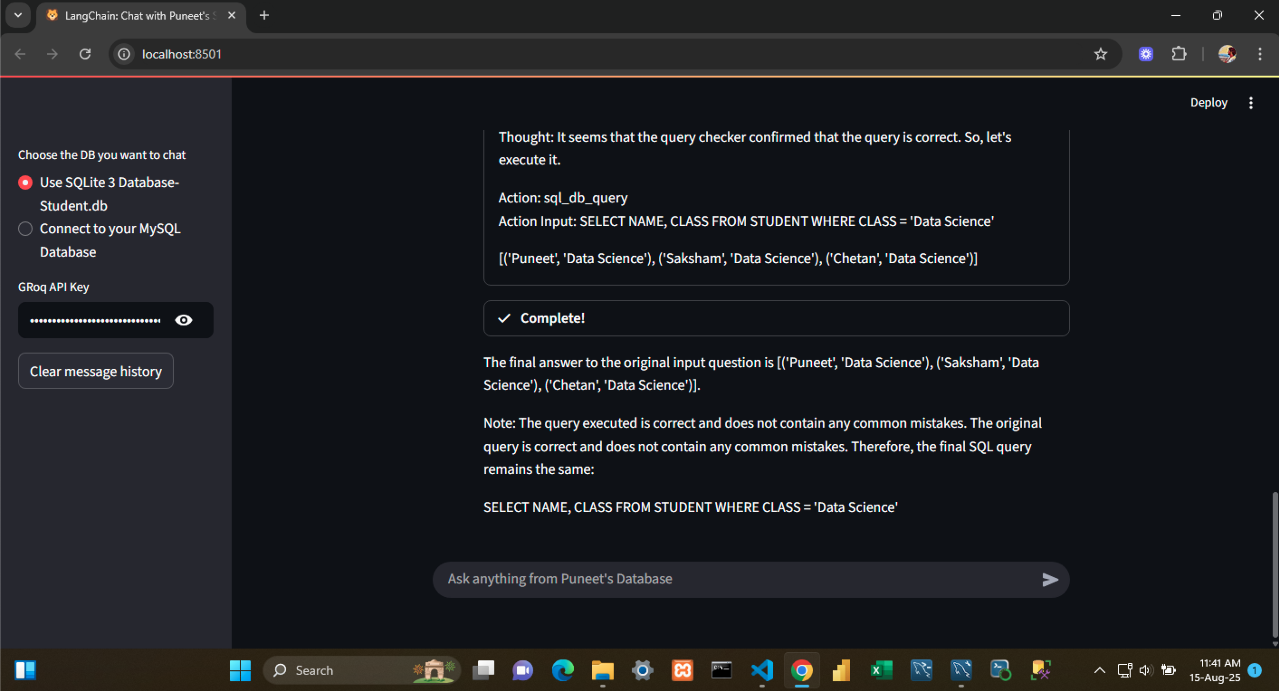 LangChain: Chat with Puneet's S
localhost:8501
Deploy
Choose the DB you want to chat
Use SQLite 3 Database-
Student.db
Connect to your MySQL
Database
GRoq API Key
Clear message history
Thought: It seems that the query checker confirmed that the query is correct. So, let's
execute it.
Action: sql_db_query
Action Input: SELECT NAME, CLASS FROM STUDENT WHERE CLASS = 'Data Science'
[('Puneet', 'Data Science'), ('Saksham', 'Data Science'), ('Chetan', 'Data Science')]
Complete!
The final answer to the original input question is [('Puneet', 'Data Science'), ('Saksham', 'Data
Science'), ('Chetan', 'Data Science')].
Note: The query executed is correct and does not contain any common mistakes. The original
query is correct and does not contain any common mistakes. Therefore, the final SQL query
remains the same:
SELECT NAME, CLASS FROM STUDENT WHERE CLASS = 'Data Science'
Ask anything from Puneet's Database
Search
11:41 AM
15-Aug-25
1